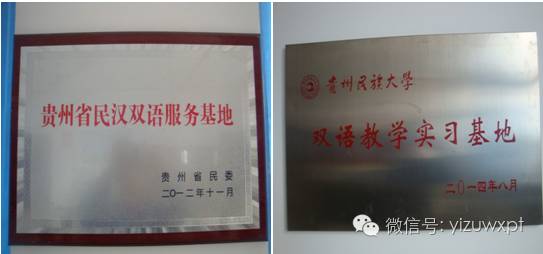 贵州省民汉双语服务基地
贵州省民委
二〇一二年十一月
贵州民族大学
双语教学实习基地
二〇一四年八月
微信号: yizuwxpt